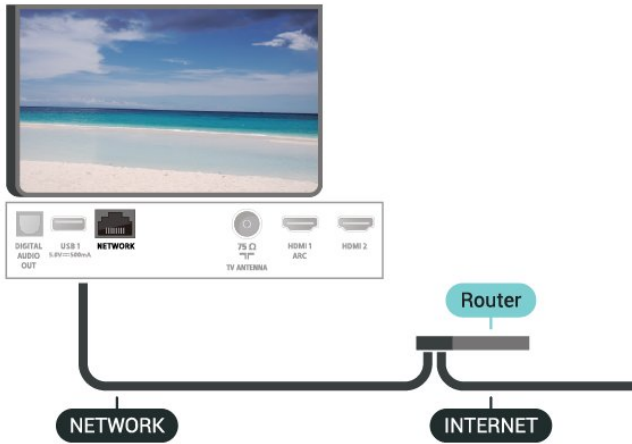 DIGITAL
AUDIO
OUT
USB 1
5.0V⎓500mA
NETWORK
75 Ω
TV ANTENNA
HDMI 1
ARC
HDMI 2
Router
NETWORK
INTERNET